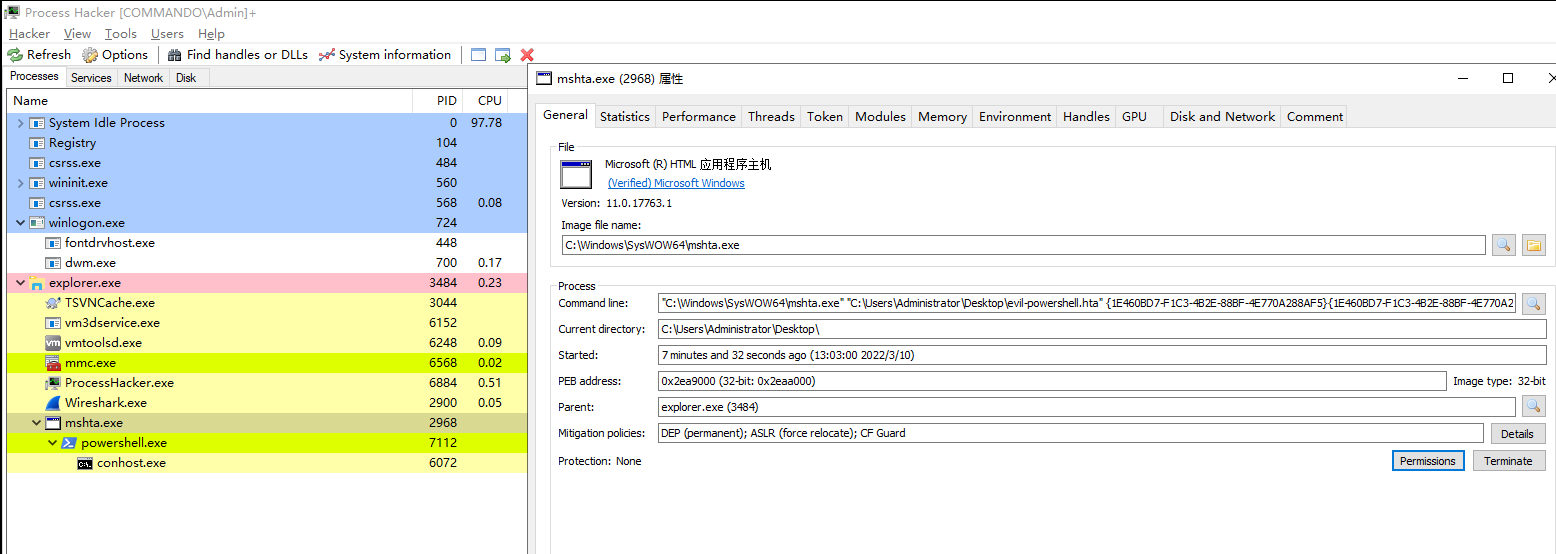 Process Hacker [COMMANDO\Admin]+
Hacker View Tools Users Help
Refresh Options Find handles or DLLs System information
Processes Services Network Disk
Name PID CPU
System Idle Process 0 97.78
Registry 104
csrss.exe 484
wininit.exe 560
csrss.exe 568 0.08
winlogon.exe 724
fontdrvhost.exe 448
dwm.exe 700 0.17
explorer.exe 3484 0.23
TSVNCache.exe 3044
vm3dservice.exe 6152
vmtoolsd.exe 6248 0.09
mmc.exe 6568 0.02
ProcessHacker.exe 6884 0.51
Wireshark.exe 2900 0.05
mshta.exe 2968
powershell.exe 7112
conhost.exe 6072
mshta.exe (2968) 属性
General Statistics Performance Threads Token Modules Memory Environment Handles GPU Disk and Network Comment
File
Microsoft (R) HTML 应用程序主机
(Verified) Microsoft Windows
Version: 11.0.17763.1
Image file name:
C:\Windows\SysWOW64\mshta.exe
Process
Command line: "C:\Windows\SysWOW64\mshta.exe" "C:\Users\Administrator\Desktop\evil-powershell.hta" {1E460BD7-F1C3-4B2E-88BF-4E770A288AF5}{1E460BD7-F1C3-4B2E-88BF-4E770A2
Current directory: C:\Users\Administrator\Desktop\
Started: 7 minutes and 32 seconds ago (13:03:00 2022/3/10)
PEB address: 0x2ea9000 (32-bit: 0x2eaa000) Image type: 32-bit
Parent: explorer.exe (3484)
Mitigation policies: DEP (permanent); ASLR (force relocate); CF Guard Details
Protection: None Permissions Terminate